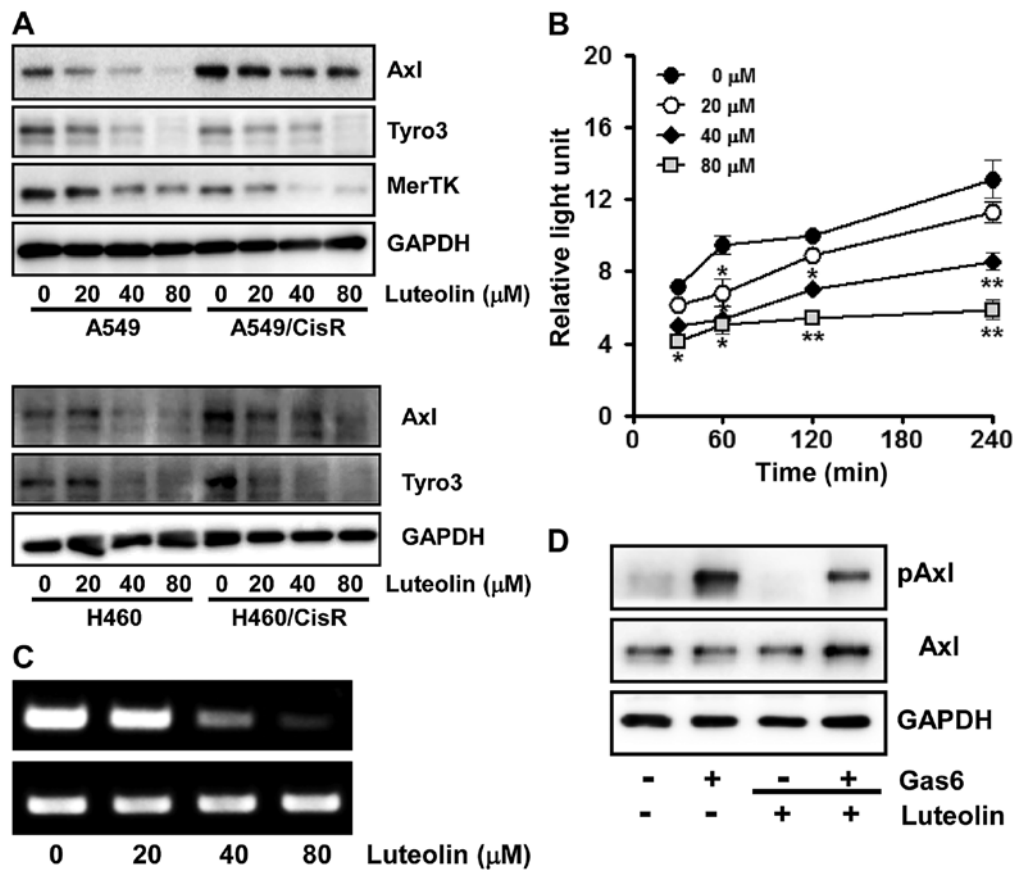 A
Axl
Tyro3
MerTK
GAPDH
0 20 40 80 0 20 40 80 Luteolin (μM)
A549 A549/CisR
Axl
Tyro3
GAPDH
0 20 40 80 0 20 40 80 Luteolin (μM)
H460 H460/CisR
B
20
16
12
8
4
0
Relative light unit
0 μM
20 μM
40 μM
80 μM
* * ** * * * ** **
0 60 120 180 240
Time (min)
C
0 20 40 80 Luteolin (μM)
D
pAxl
Axl
GAPDH
- + - + Gas6
- - + + Luteolin